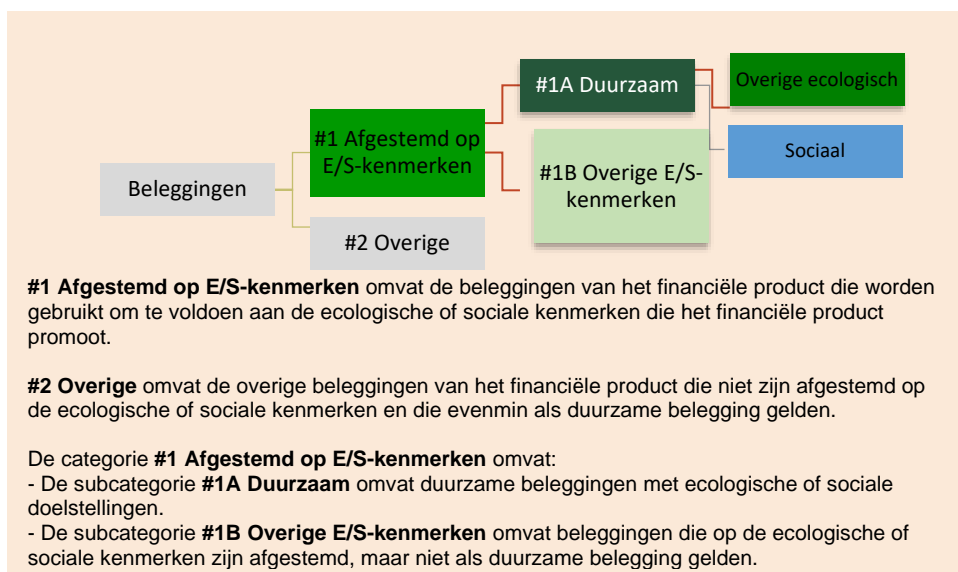 #1A Duurzaam
Overige ecologisch
#1 Afgestemd op
E/S-kenmerken
Sociaal
#1B Overige E/S-
kenmerken
Beleggingen
#2 Overige
#1 Afgestemd op E/S-kenmerken omvat de beleggingen van het financiële product die worden
gebruikt om te voldoen aan de ecologische of sociale kenmerken die het financiële product
promoot.
#2 Overige omvat de overige beleggingen van het financiële product die niet zijn afgestemd op
de ecologische of sociale kenmerken en die evenmin als duurzame belegging gelden.
De categorie #1 Afgestemd op E/S-kenmerken omvat:
- De subcategorie #1A Duurzaam omvat duurzame beleggingen met ecologische of sociale
doelstellingen.
- De subcategorie #1B Overige E/S-kenmerken omvat beleggingen die op de ecologische of
sociale kenmerken zijn afgestemd, maar niet als duurzame belegging gelden.